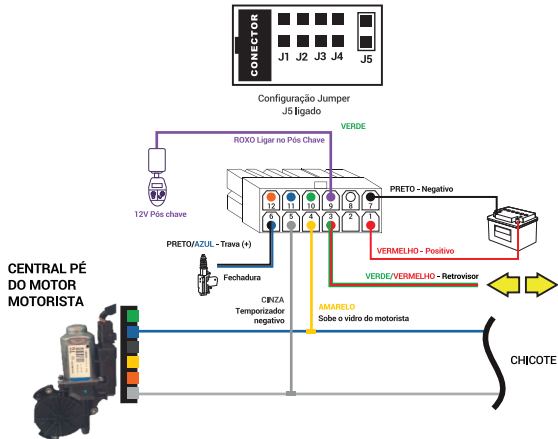 CONECTOR
J1 J2 J3 J4 J5
Configuração Jumper
J5 ligado
VERDE
ROXO Ligar no Pós Chave
12V Pós chave
12 11 10 9 8 7
6 5 4 3 2 1
PRETO - Negativo
VERMELHO - Positivo
PRETO/AZUL - Trava (+)
Fechadura
VERDE/VERMELHO - Retrovisor
CENTRAL PÉ
DO MOTOR
MOTORISTA
CINZA
Temporizador
negativo
AMARELO
Sobe o vidro do motorista
CHICOTE